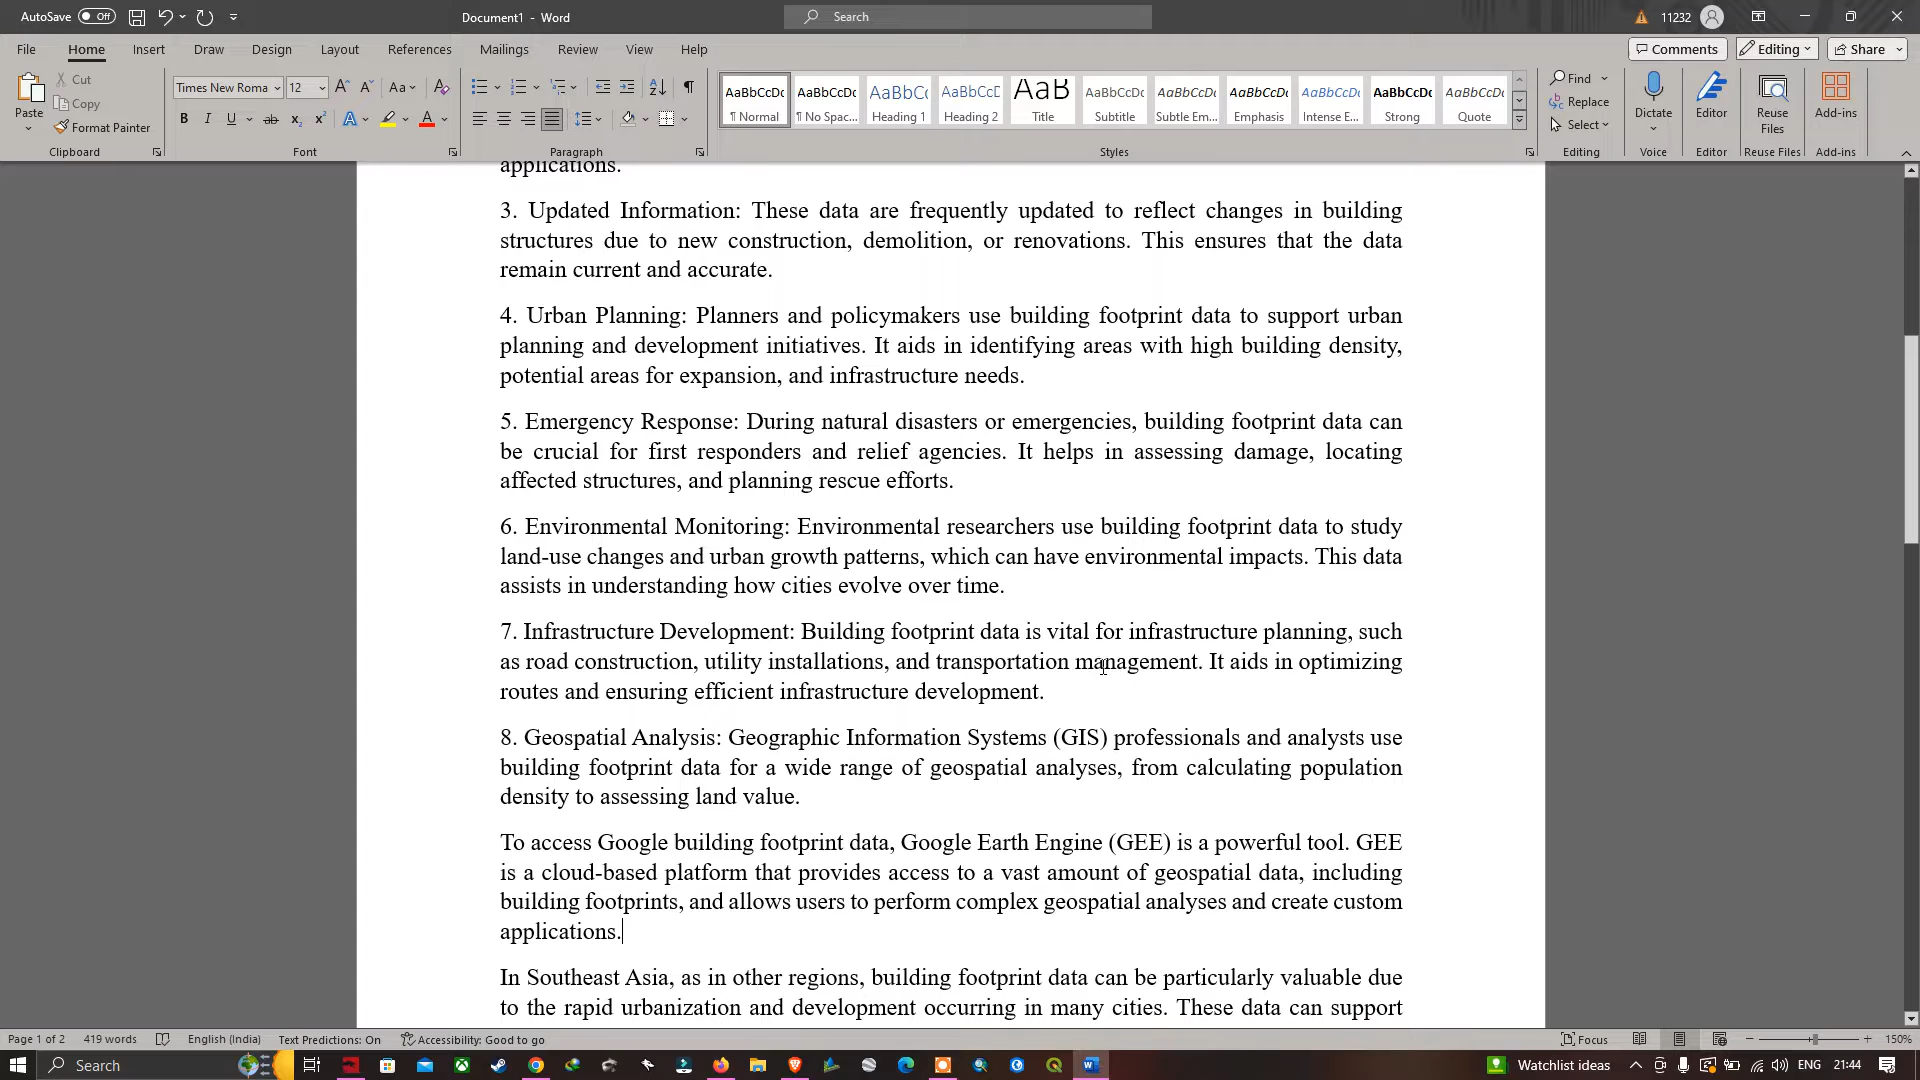 AutoSave Off Document1 - Word Search 11232
File Home Insert Draw Design Layout References Mailings Review View Help Comments Editing Share
Paste Cut Copy Format Painter
Times New Roma 12 Aa
B I U ab x₂ x² A A
AaBbCcDc AaBbCcDc AaBbC AaBbCcE AaB AaBbCcDc AaBbCcDc AaBbCcDc AaBbCcDc AaBbCcDc AaBbCcDc
¶ Normal ¶ No Spac... Heading 1 Heading 2 Title Subtitle Subtle Em... Emphasis Intense E... Strong Quote
Find Replace Select
Dictate Editor Reuse Files Add-ins
Clipboard Font Paragraph Styles Editing Voice Editor Reuse Files Add-ins
applications.
3. Updated Information: These data are frequently updated to reflect changes in building
structures due to new construction, demolition, or renovations. This ensures that the data
remain current and accurate.
4. Urban Planning: Planners and policymakers use building footprint data to support urban
planning and development initiatives. It aids in identifying areas with high building density,
potential areas for expansion, and infrastructure needs.
5. Emergency Response: During natural disasters or emergencies, building footprint data can
be crucial for first responders and relief agencies. It helps in assessing damage, locating
affected structures, and planning rescue efforts.
6. Environmental Monitoring: Environmental researchers use building footprint data to study
land-use changes and urban growth patterns, which can have environmental impacts. This data
assists in understanding how cities evolve over time.
7. Infrastructure Development: Building footprint data is vital for infrastructure planning, such
as road construction, utility installations, and transportation management. It aids in optimizing
routes and ensuring efficient infrastructure development.
8. Geospatial Analysis: Geographic Information Systems (GIS) professionals and analysts use
building footprint data for a wide range of geospatial analyses, from calculating population
density to assessing land value.
To access Google building footprint data, Google Earth Engine (GEE) is a powerful tool. GEE
is a cloud-based platform that provides access to a vast amount of geospatial data, including
building footprints, and allows users to perform complex geospatial analyses and create custom
applications.
In Southeast Asia, as in other regions, building footprint data can be particularly valuable due
to the rapid urbanization and development occurring in many cities. These data can support
Page 1 of 2 419 words English (India) Text Predictions: On Accessibility: Good to go Focus 150%
Search Watchlist ideas ENG 21:44